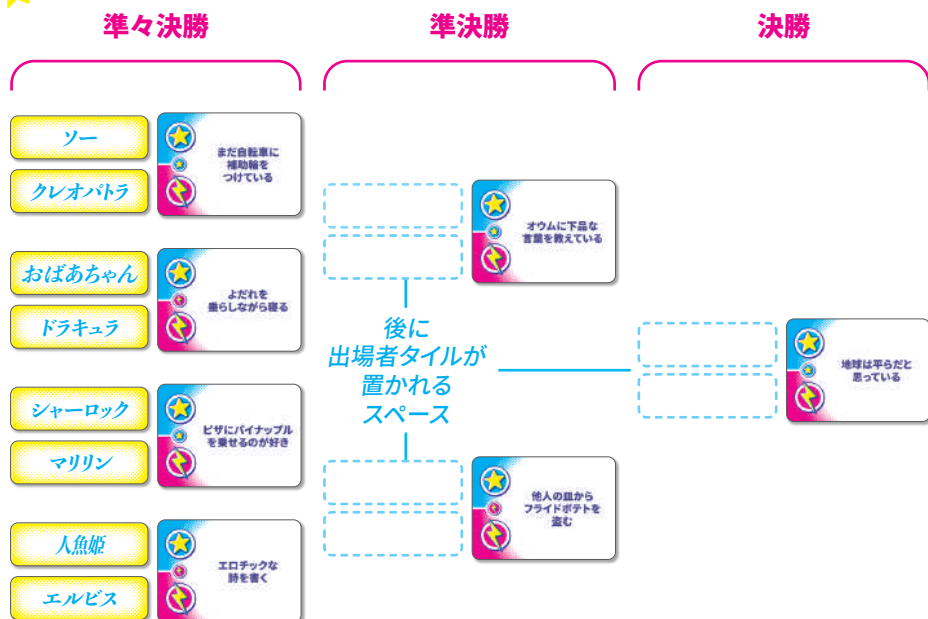 準々決勝
準決勝
決勝
ソー
クレオパトラ
まだ自転車に
補助輪を
つけている
おばあちゃん
ドラキュラ
よだれを
垂らしながら寝る
シャーロック
マリリン
ピザにパイナップル
を乗せるのが好き
人魚姫
エルビス
エロチックな
詩を書く
オウムに下品な
言葉を教えている
後に
出場者タイルが
置かれる
スペース
他人の皿から
フライドポテトを
盗む
地球は平らだと
思っている